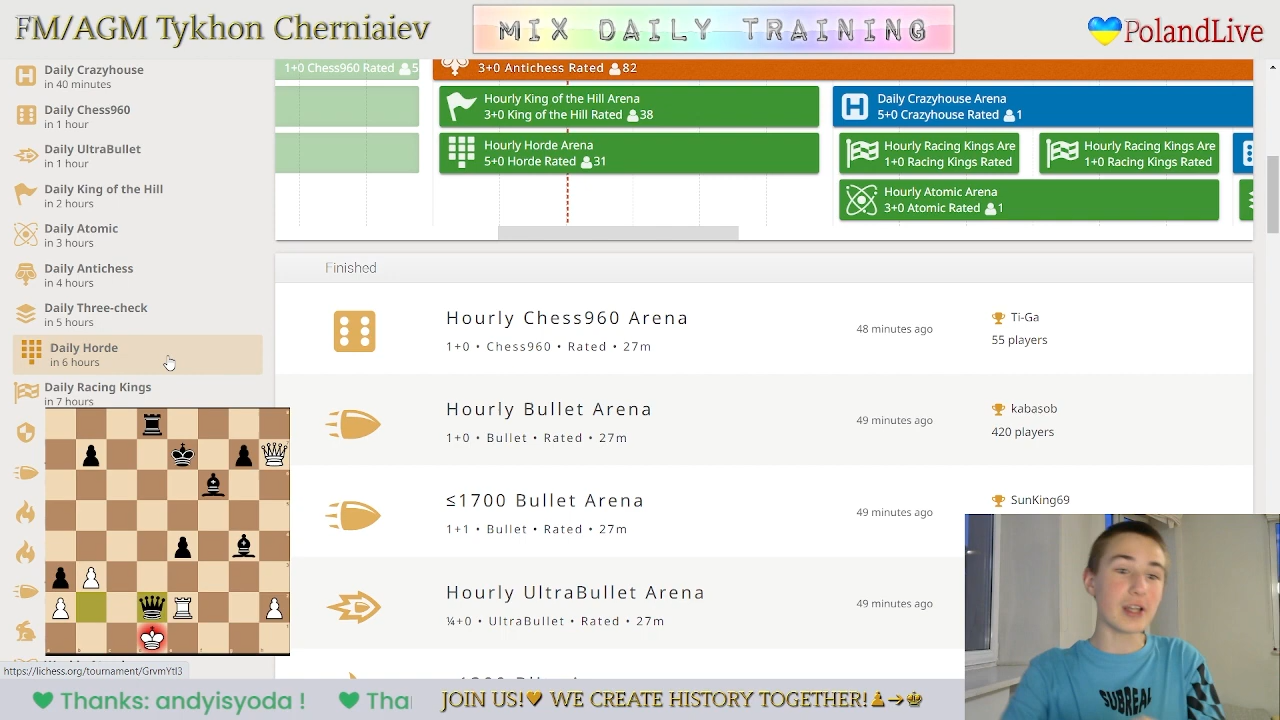 FM/AGM Tykhon Cherniaiev
MIX DAILY TRAINING
PolandLive
Daily Crazyhouse
in 40 minutes
Daily Chess960
in 1 hour
Daily UltraBullet
in 1 hour
Daily King of the Hill
in 2 hours
Daily Atomic
in 3 hours
Daily Antichess
in 4 hours
Daily Three-check
in 5 hours
Daily Horde
in 6 hours
Daily Racing Kings
in 7 hours
1+0 Chess960 Rated 5
3+0 Antichess Rated 82
Hourly King of the Hill Arena
3+0 King of the Hill Rated 38
Daily Crazyhouse Arena
5+0 Crazyhouse Rated 1
Hourly Horde Arena
5+0 Horde Rated 31
Hourly Racing Kings Are
1+0 Racing Kings Rated
Hourly Racing Kings Are
1+0 Racing Kings Rated
Hourly Atomic Arena
3+0 Atomic Rated 1
Finished
Hourly Chess960 Arena
1+0 • Chess960 • Rated • 27m
48 minutes ago
Ti-Ga
55 players
Hourly Bullet Arena
1+0 • Bullet • Rated • 27m
49 minutes ago
kabasob
420 players
≤1700 Bullet Arena
1+1 • Bullet • Rated • 27m
49 minutes ago
SunKing69
Hourly UltraBullet Arena
¼+0 • UltraBullet • Rated • 27m
49 minutes ago
SUBREAL
https://lichess.org/tournament/GrvmYtI3
Thanks: andyisyoda ! Tha
JOIN US! WE CREATE HISTORY TOGETHER!